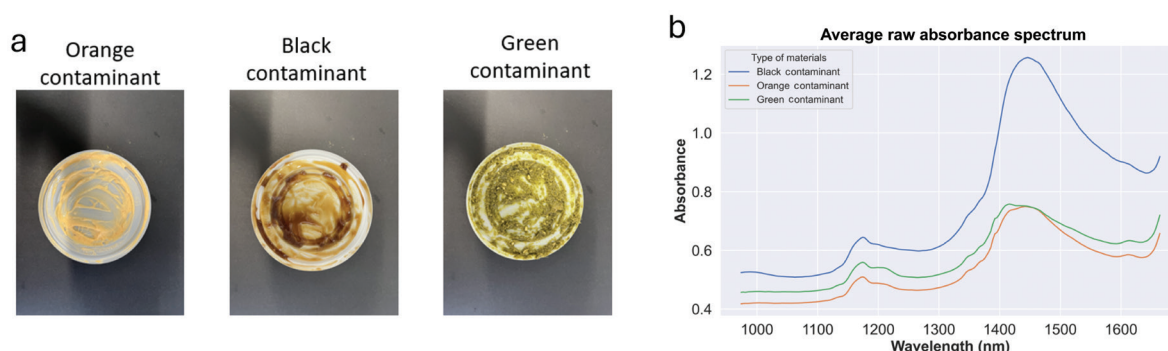 a
Orange
contaminant
Black
contaminant
Green
contaminant
b
Average raw absorbance spectrum
Type of materials
Black contaminant
Orange contaminant
Green contaminant
Absorbance
1.2
1.0
0.8
0.6
0.4
1000 1100 1200 1300 1400 1500 1600
Wavelength (nm)